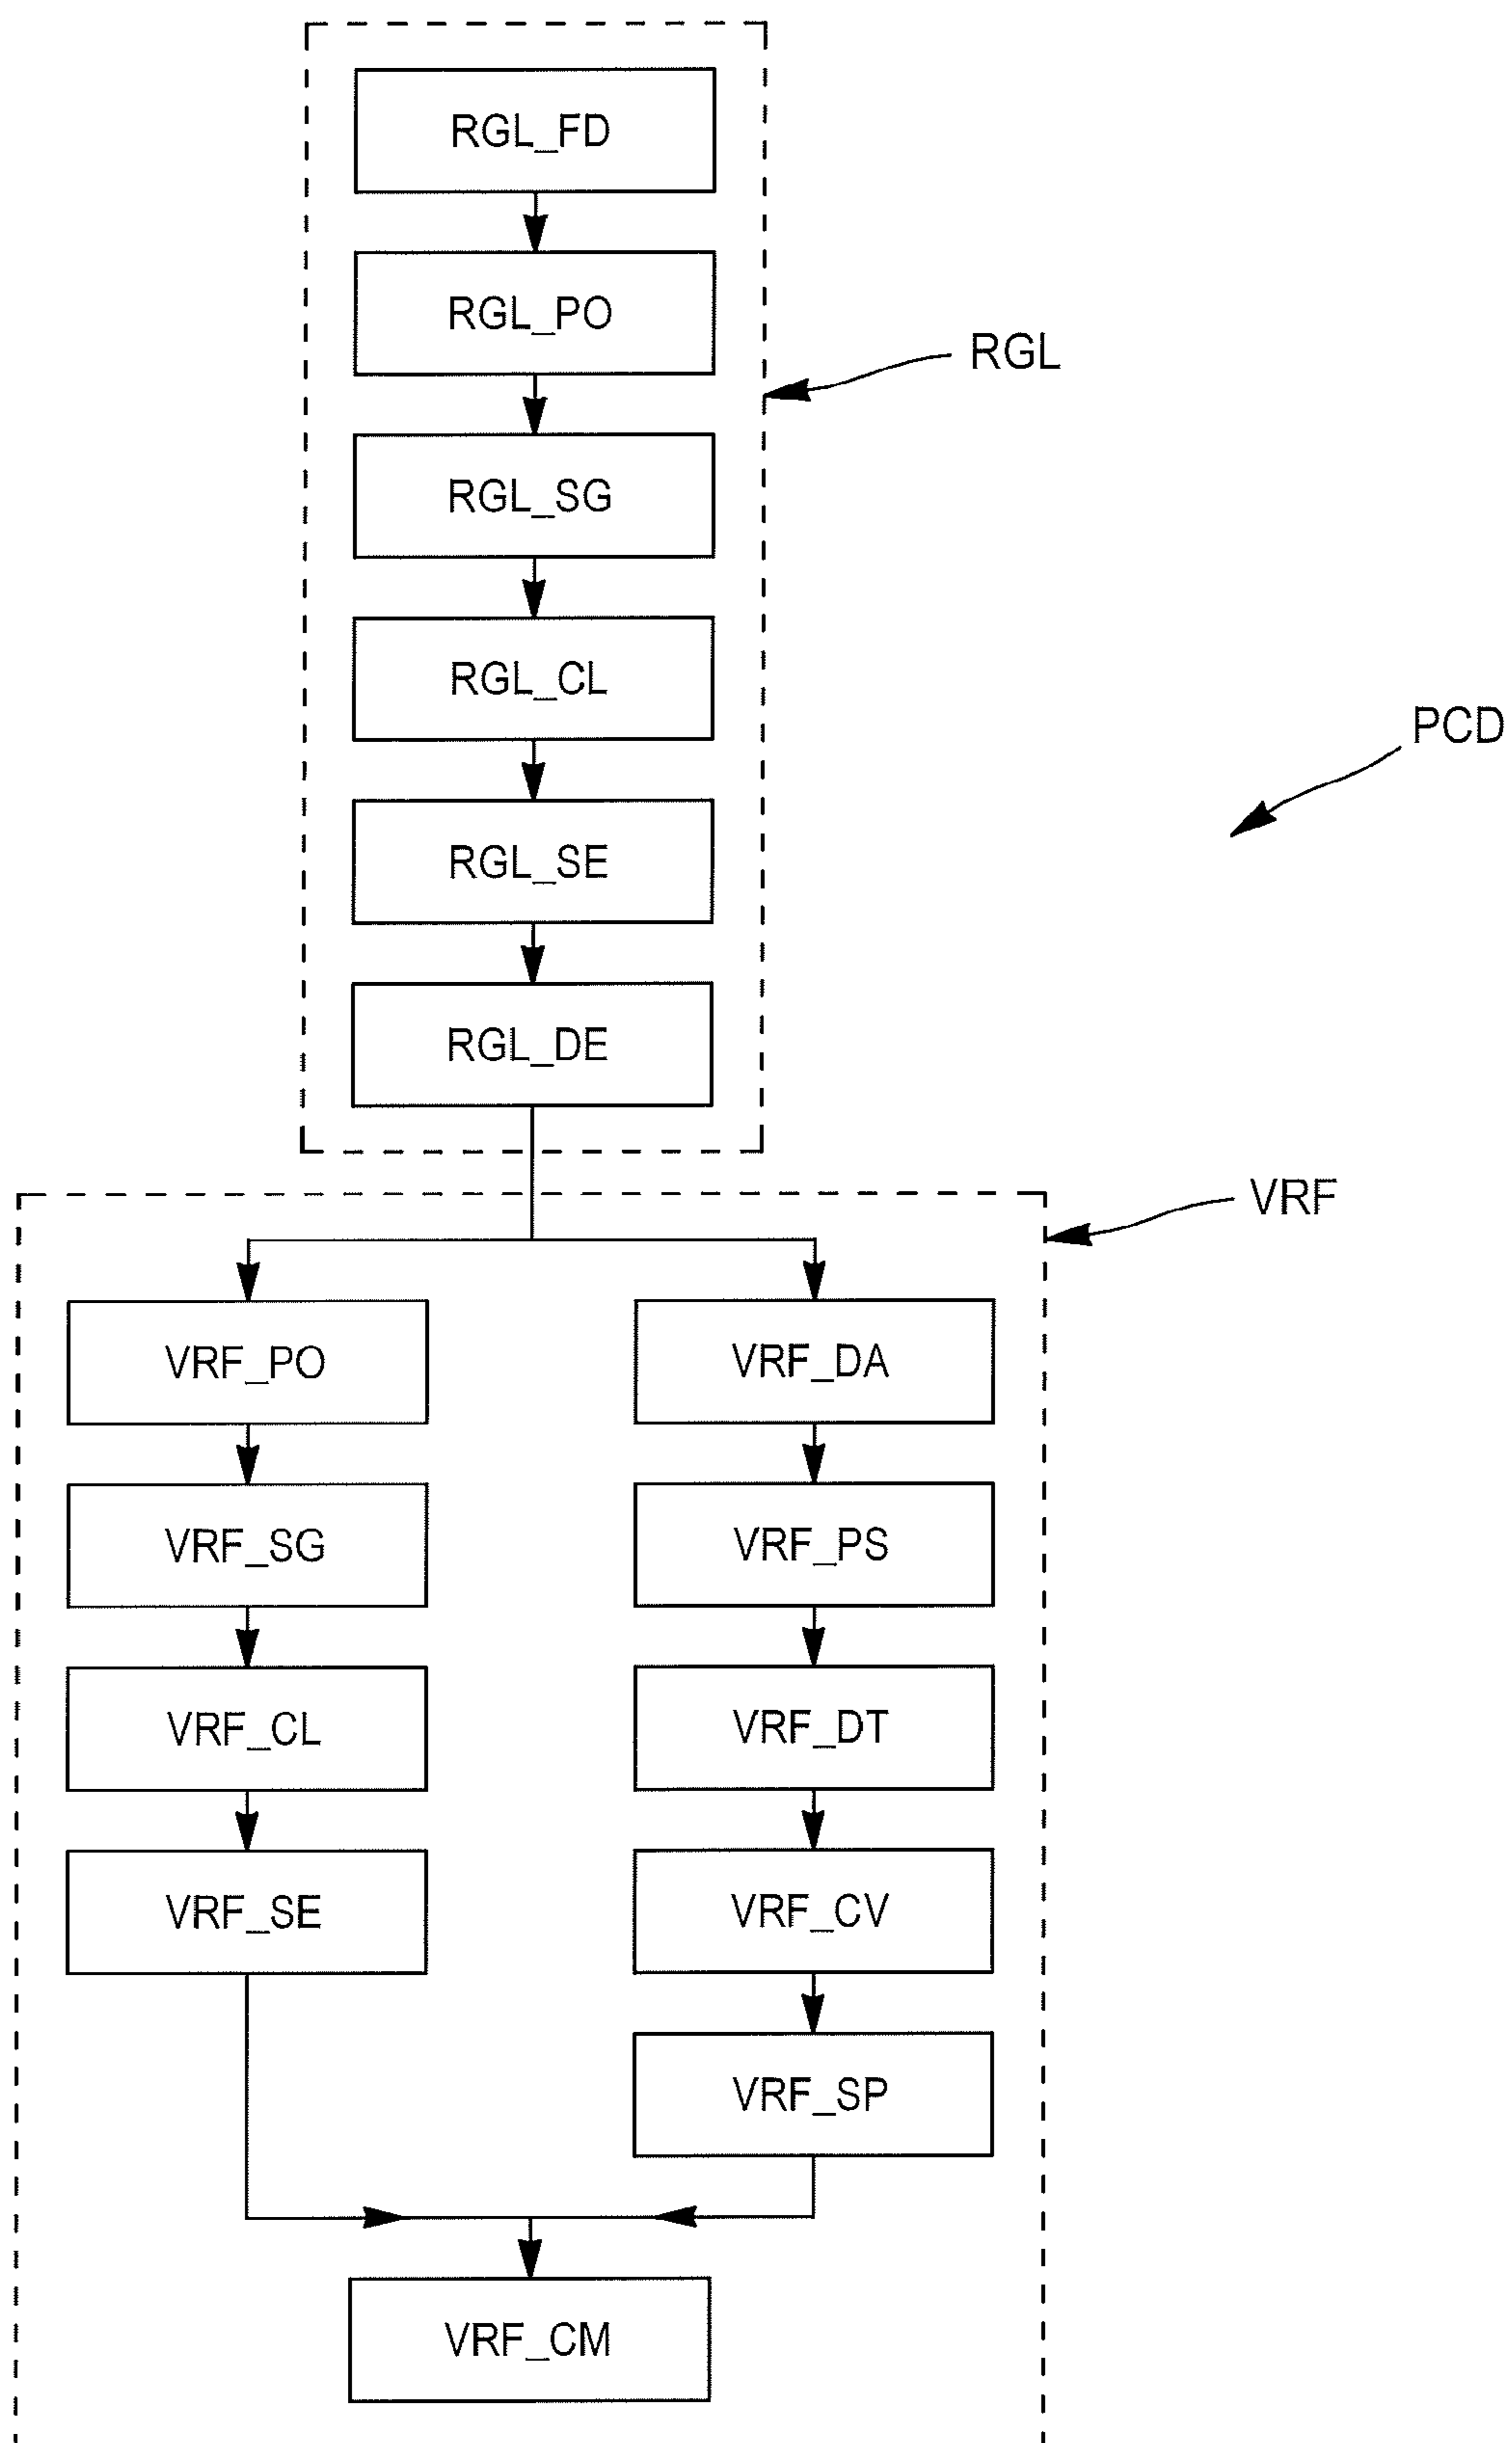 RGL_FD
RGL_PO
RGL
RGL_SG
RGL_CL
PCD
RGL_SE
RGL_DE
VRF
VRF_PO
VRF_DA
VRF_SG
VRF_PS
VRF_CL
VRF_DT
VRF_SE
VRF_CV
VRF_SP
VRF_CM